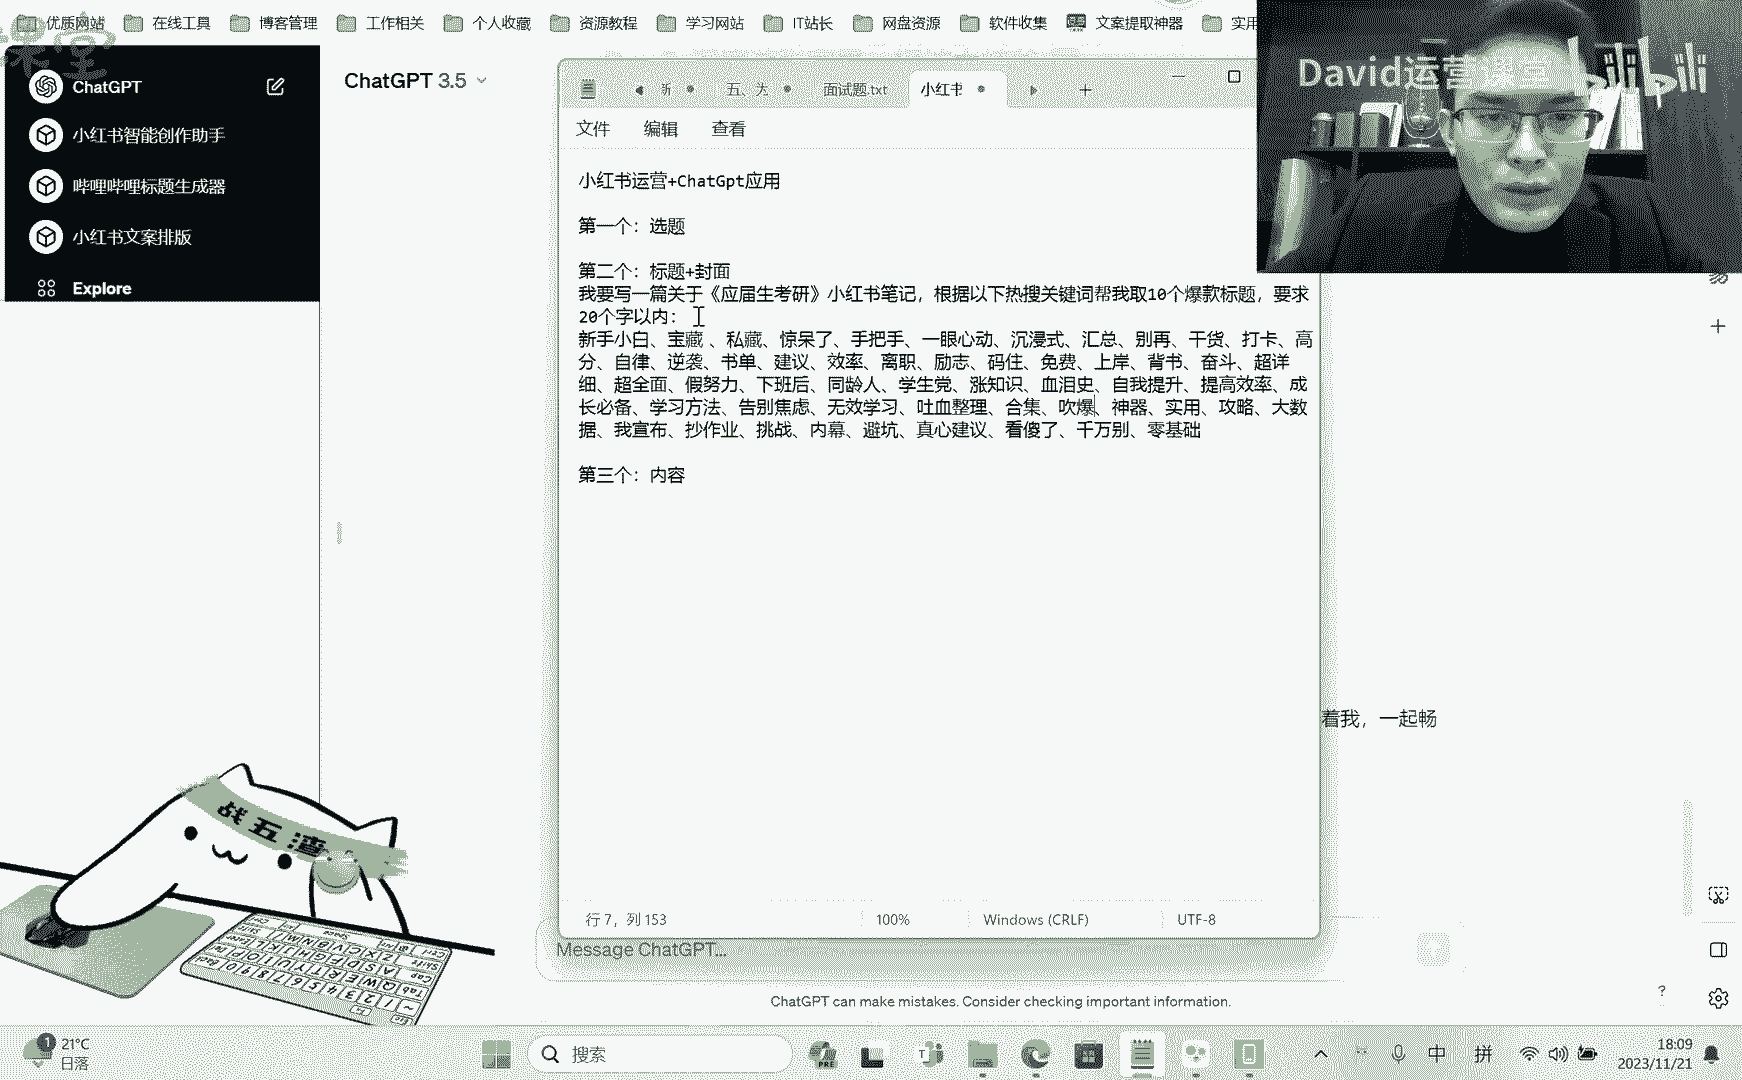 优质网站 在线工具 博客管理 工作相关 个人收藏 资源教程 学习网站 IT站长 网盘资源 软件收集 文案提取神器 实用
课堂
David运营课堂 bilibili
ChatGPT
小红书智能创作助手
哔哩哔哩标题生成器
小红书文案排版
Explore
ChatGPT 3.5
五、为 面试题.txt 小红书
文件 编辑 查看
小红书运营+ChatGpt应用
第一个：选题
第二个：标题+封面
我要写一篇关于《应届生考研》小红书笔记，根据以下热搜关键词帮我取10个爆款标题，要求
20个字以内：
新手小白、宝藏 、私藏、惊呆了、手把手、一眼心动、沉浸式、汇总、别再、干货、打卡、高
分、自律、逆袭、书单、建议、效率、离职、励志、码住、免费、上岸、背书、奋斗、超详
细、超全面、假努力、下班后、同龄人、学生党、涨知识、血泪史、自我提升、提高效率、成
长必备、学习方法、告别焦虑、无效学习、吐血整理、合集、吹爆、神器、实用、攻略、大数
据、我宣布、抄作业、挑战、内幕、避坑、真心建议、看傻了、千万别、零基础
第三个：内容
着我，一起畅
战五渣
行 7，列 153 100% Windows (CRLF) UTF-8
Message ChatGPT...
ChatGPT can make mistakes. Consider checking important information.
?
1 21°C
日落
搜索
中 拼
18:09
2023/11/21